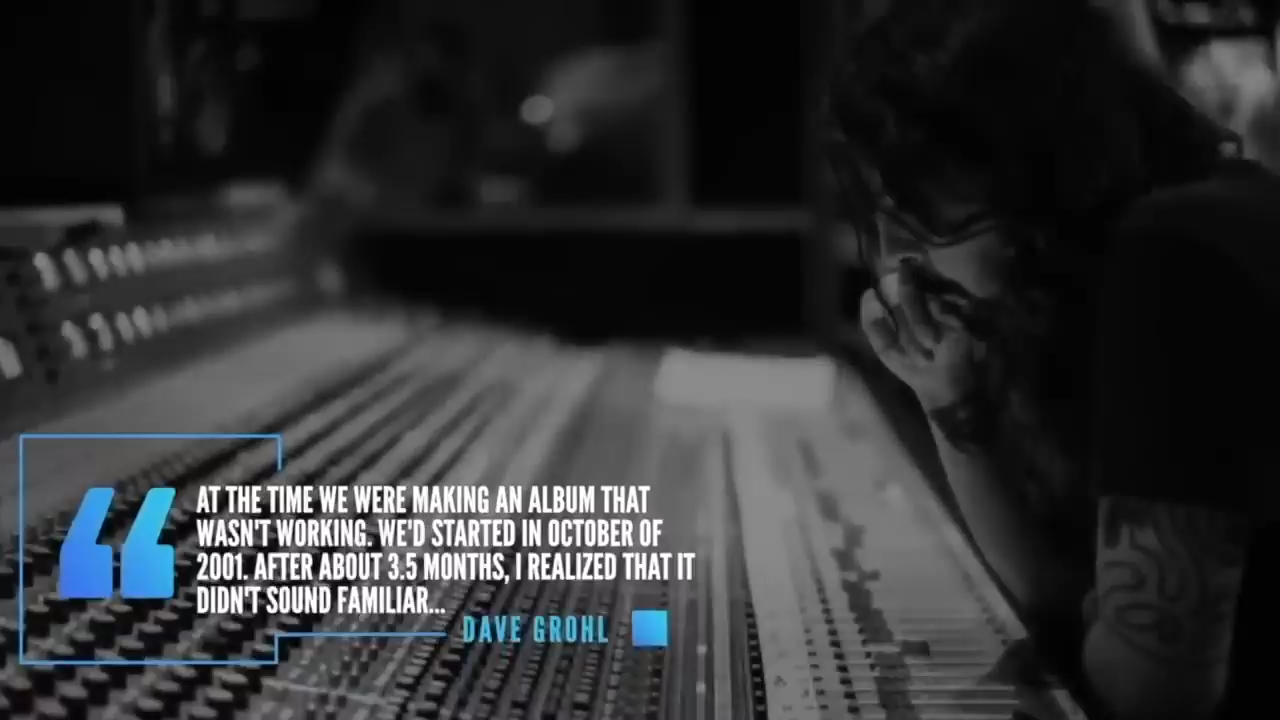 “
AT THE TIME WE WERE MAKING AN ALBUM THAT
WASN'T WORKING. WE'D STARTED IN OCTOBER OF
2001. AFTER ABOUT 3.5 MONTHS, I REALIZED THAT IT
DIDN'T SOUND FAMILIAR...
DAVE GROHL